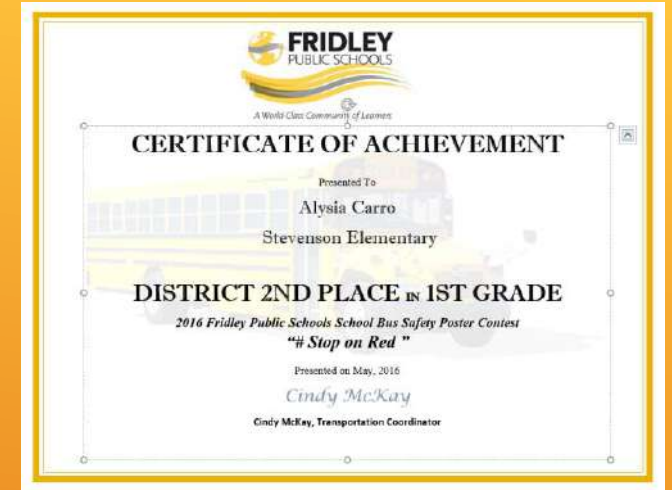 FRIDLEY
PUBLIC SCHOOLS
A World Class Community of Learners
CERTIFICATE OF ACHIEVEMENT
Presented To
Alysia Carro
Stevenson Elementary
DISTRICT 2ND PLACE IN 1ST GRADE
2016 Fridley Public Schools School Bus Safety Poster Contest
“# Stop on Red ”
Presented on May, 2016
Cindy McKay
Cindy McKay, Transportation Coordinator